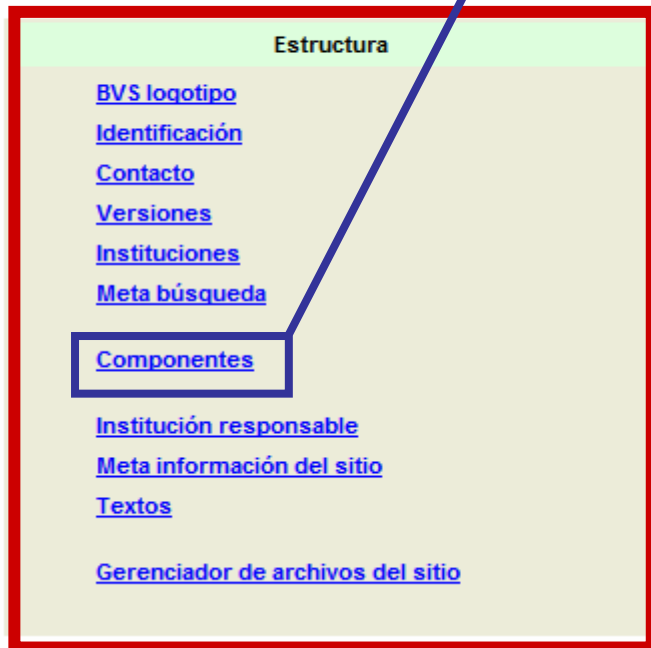 Estructura
BVS logotipo
Identificación
Contacto
Versiones
Instituciones
Meta búsqueda
Componentes
Institución responsable
Meta información del sitio
Textos
Gerenciador de archivos del sitio